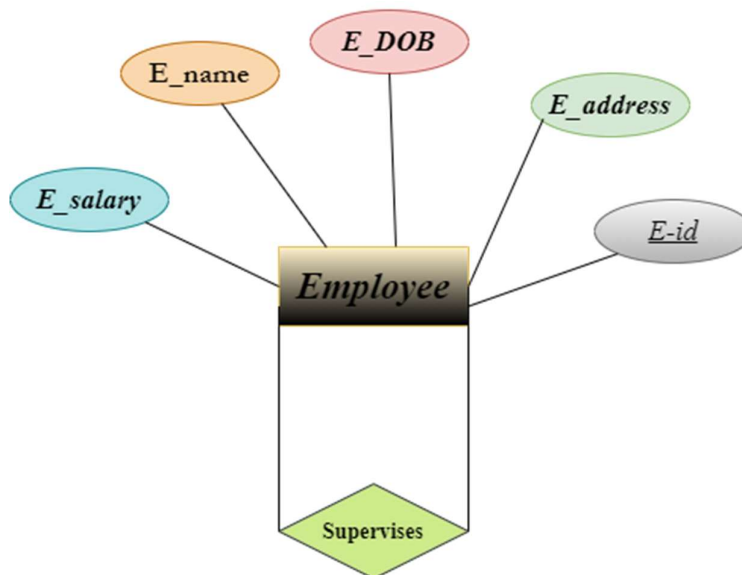 E_DOB
E_name
E_address
E_salary
E-id
Employee
Supervises